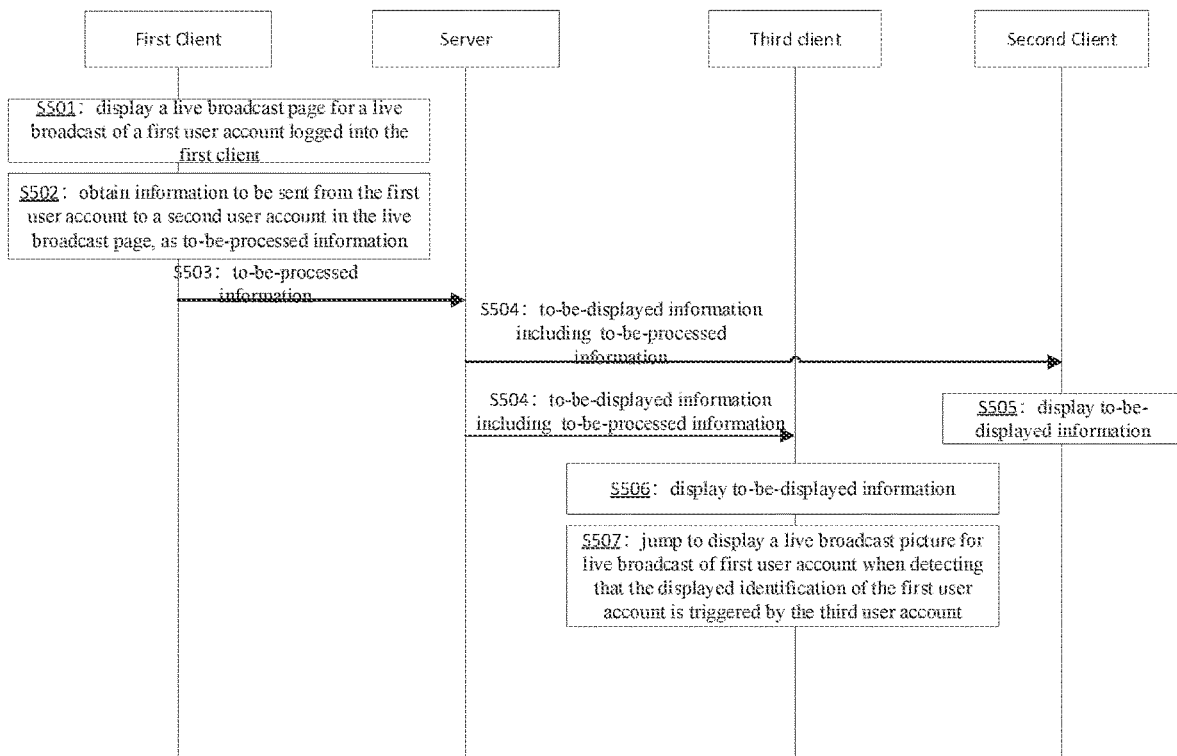 First Client
Server
Third client
Second Client
S501: display a live broadcast page for a live
broadcast of a first user account logged into the
first client
S502: obtain information to be sent from the first
user account to a second user account in the live
broadcast page, as to-be-processed information
S503: to-be-processed
information
S504: to-be-displayed information
including to-be-processed
information
S504: to-be-displayed information
including to-be-processed information
S505: display to-be-
displayed information
S506: display to-be-displayed information
S507: jump to display a live broadcast picture for
live broadcast of first user account when detecting
that the displayed identification of the first user
account is triggered by the third user account